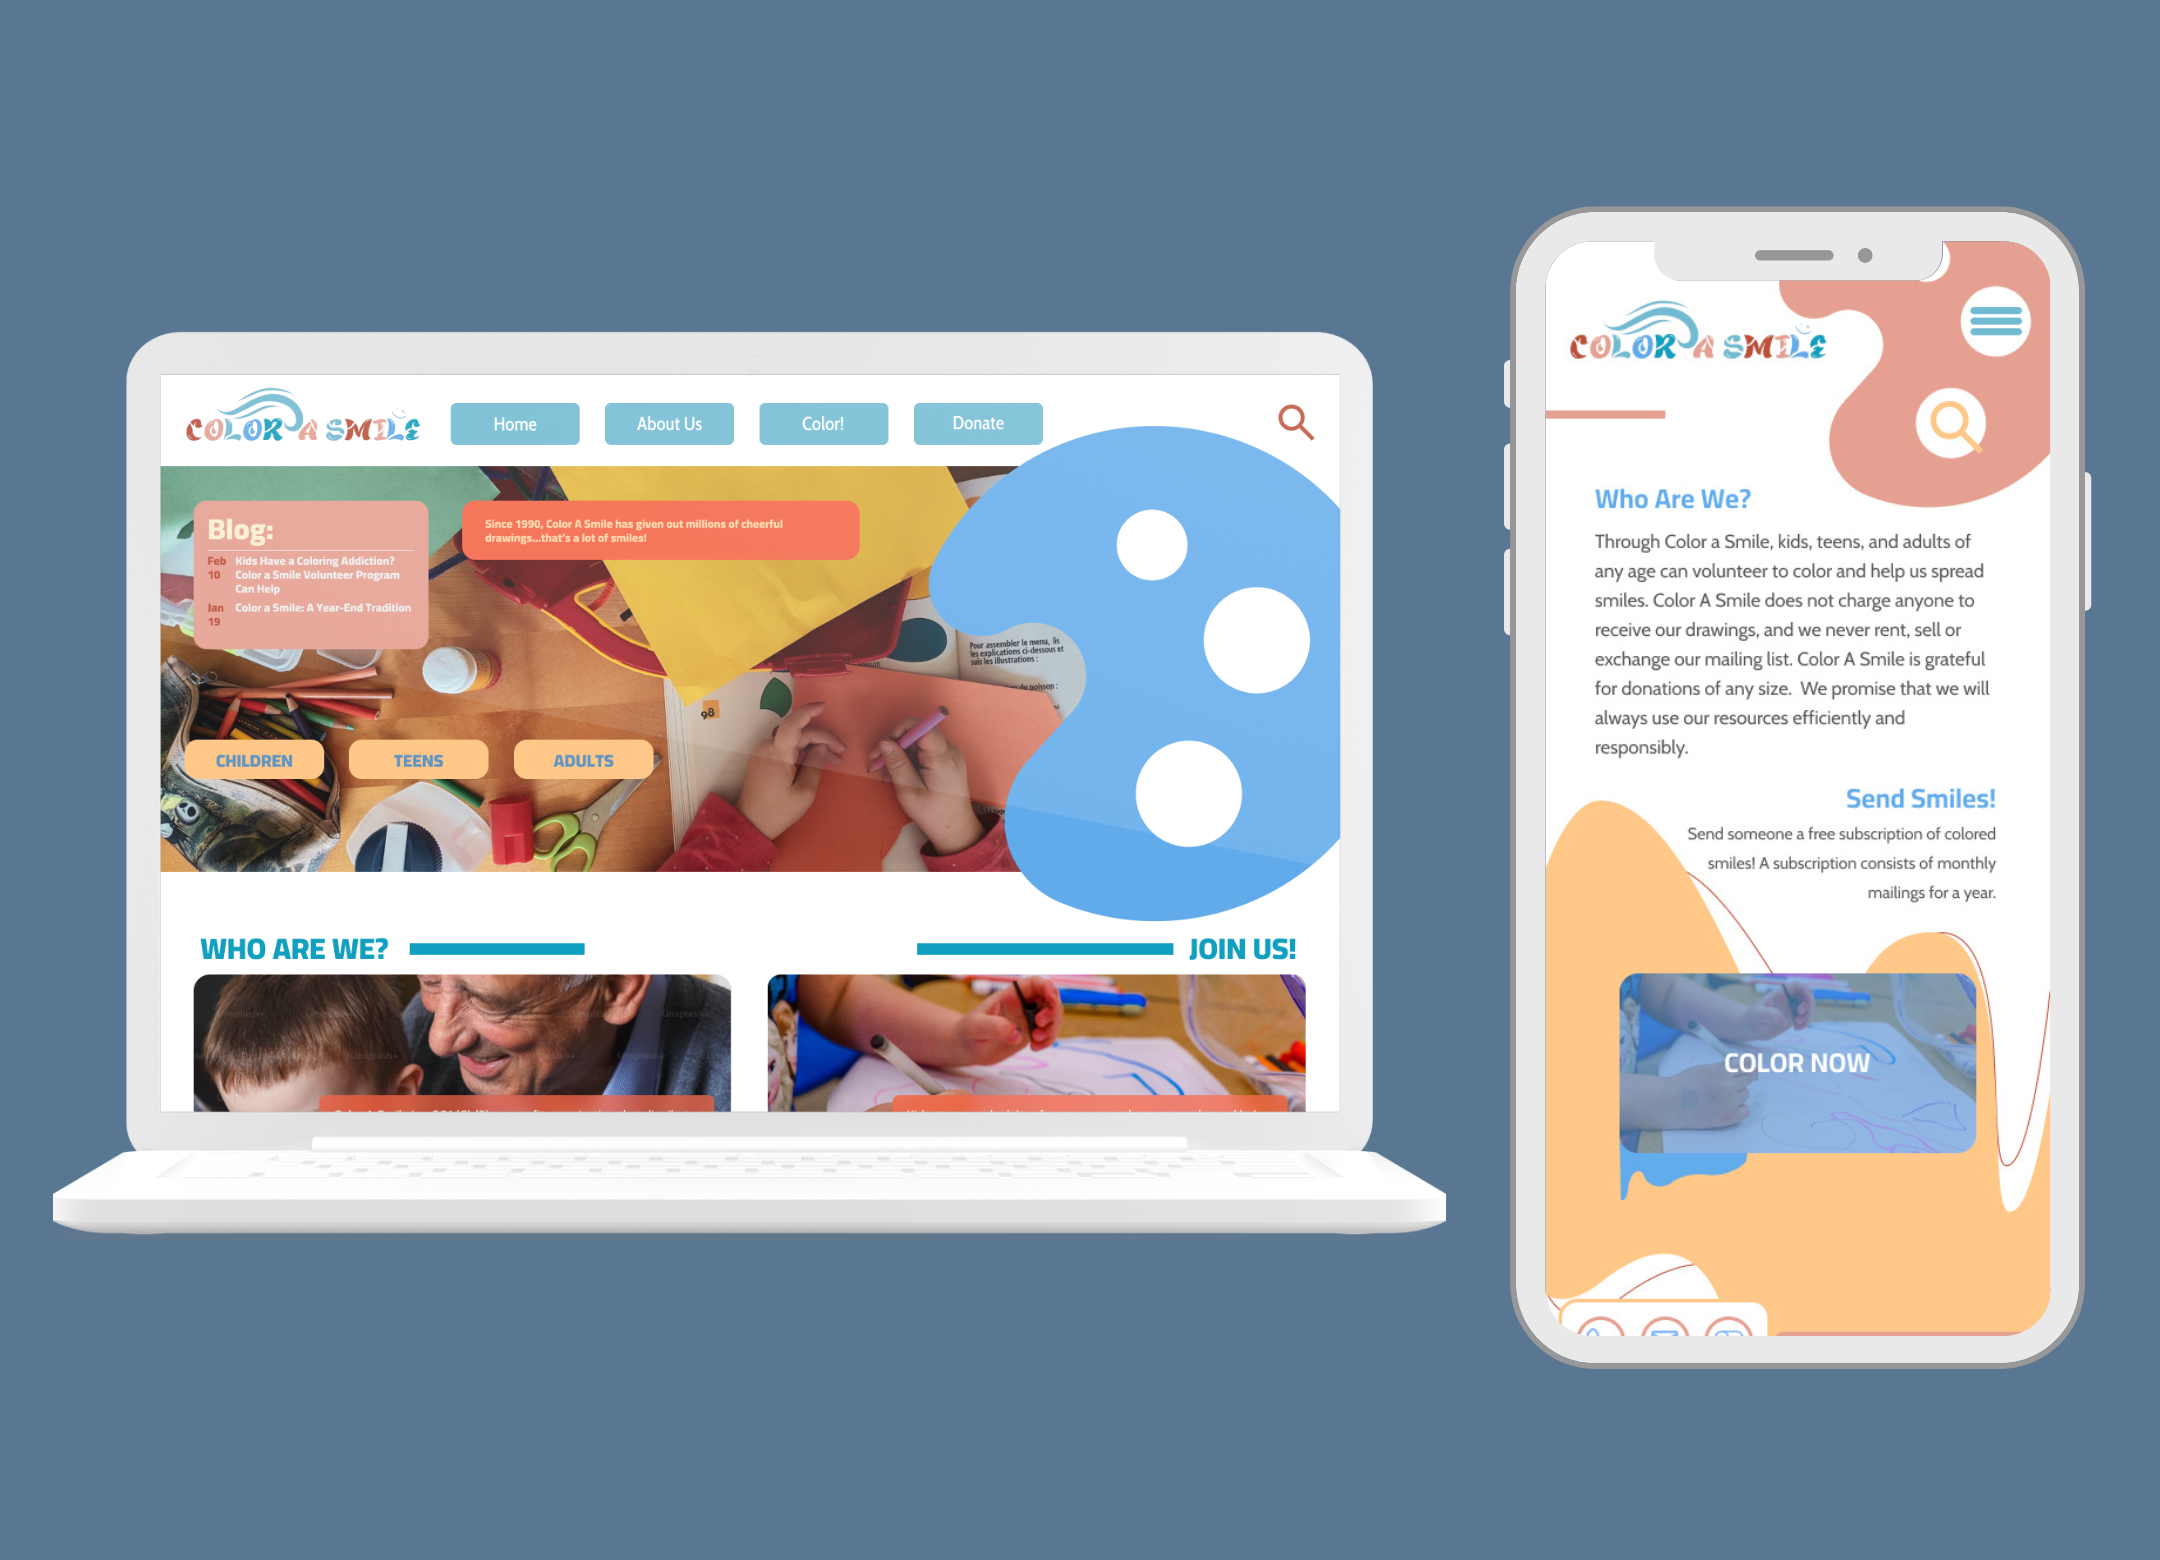 COLOR A SMILE
Home
About Us
Color!
Donate
Blog:
Feb 10
Kids Have a Coloring Addiction?
Color a Smile Volunteer Program
Can Help
Jan 19
Color a Smile: A Year-End Tradition
Since 1990, Color A Smile has given out millions of cheerful
drawings...that's a lot of smiles!
Pour assembler le menu, lis
les explications ci-dessous et
suis les illustrations :
du poisson :
98
CHILDREN
TEENS
ADULTS
WHO ARE WE?
JOIN US!
Unsplash+
Unsplash+
Unsplash+
Unsplash+
COLOR A SMILE
Who Are We?
Through Color a Smile, kids, teens, and adults of
any age can volunteer to color and help us spread
smiles. Color A Smile does not charge anyone to
receive our drawings, and we never rent, sell or
exchange our mailing list. Color A Smile is grateful
for donations of any size.  We promise that we will
always use our resources efficiently and
responsibly.
Send Smiles!
Send someone a free subscription of colored
smiles! A subscription consists of monthly
mailings for a year.
COLOR NOW